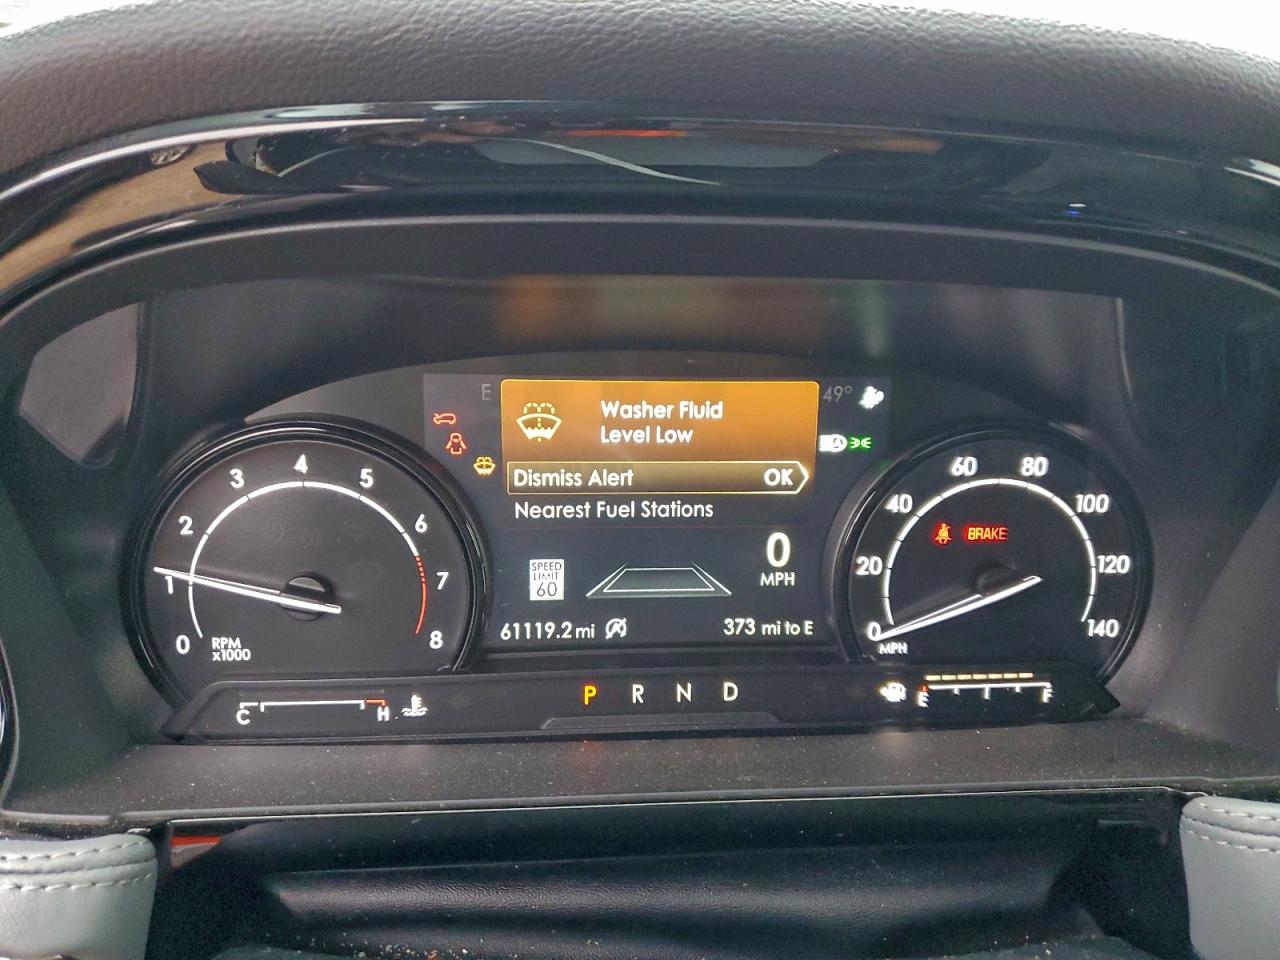 E
Washer Fluid
Level Low
49°
Dismiss Alert OK
Nearest Fuel Stations
0
1
2
3
4
5
6
7
8
RPM
x1000
SPEED
LIMIT
60
0
MPH
61119.2 mi
373 mi to E
0
20
40
60
80
100
120
140
MPH
BRAKE
C H
P R N D
E F